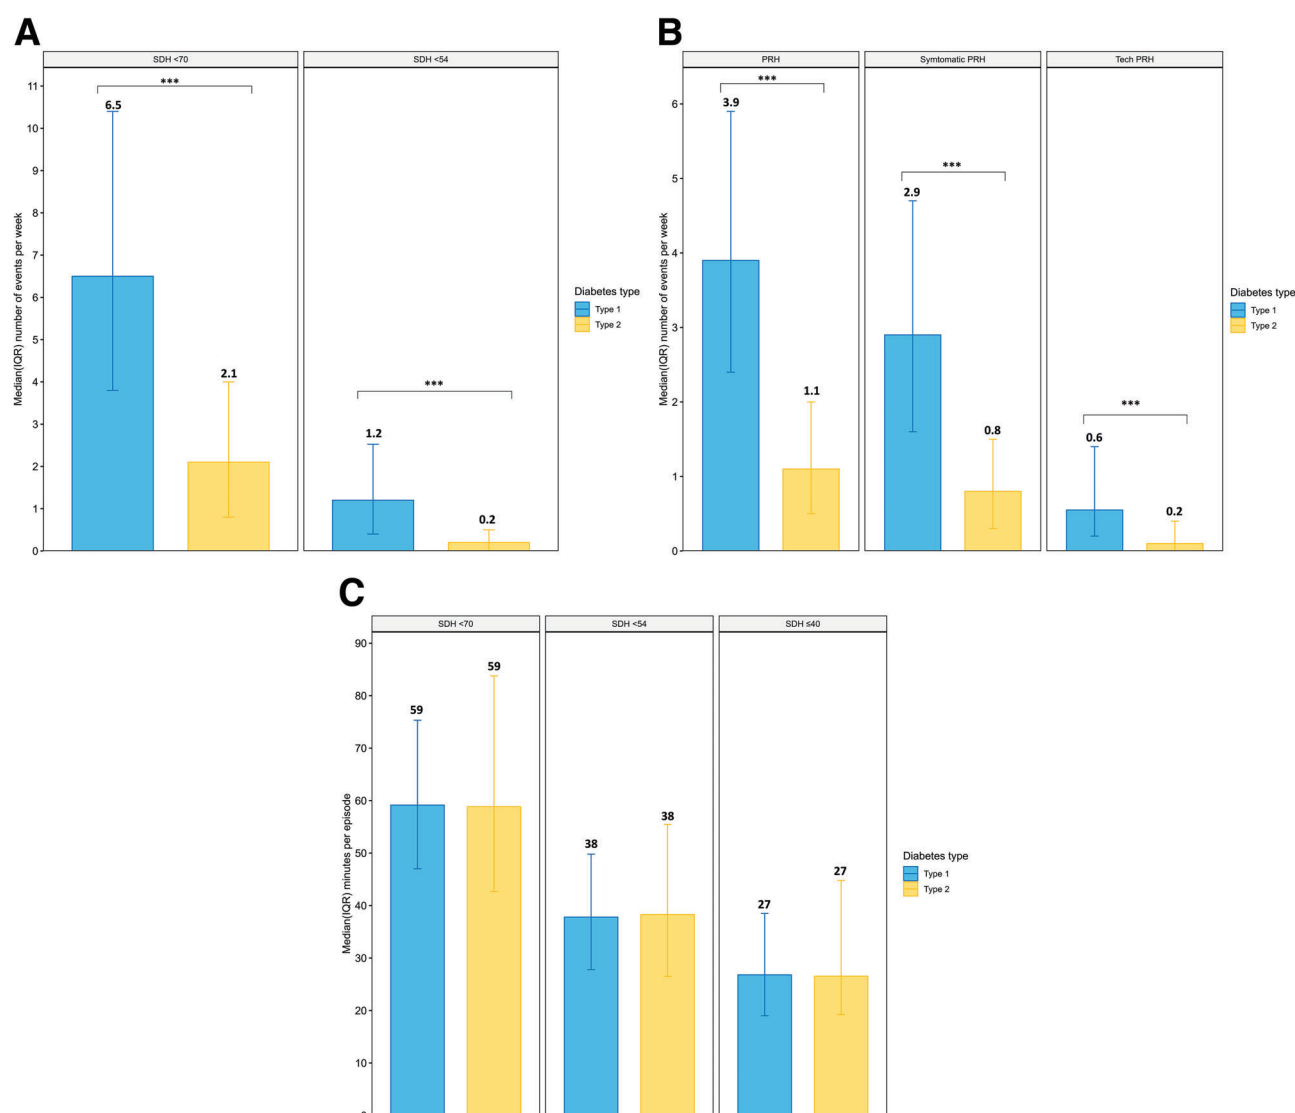 A
SDH <70
SDH <54
Median(IQR) number of events per week
11
10
9
8
7
6
5
4
3
2
1
0
***
6.5
2.1
***
1.2
0.2
Diabetes type
Type 1
Type 2
B
PRH
Symtomatic PRH
Tech PRH
Median(IQR) number of events per week
6
5
4
3
2
1
0
***
3.9
1.1
***
2.9
0.8
***
0.6
0.2
Diabetes type
Type 1
Type 2
C
SDH <70
SDH <54
SDH ≤40
Median(IQR) minutes per episode
90
80
70
60
50
40
30
20
10
0
59
59
38
38
27
27
Diabetes type
Type 1
Type 2